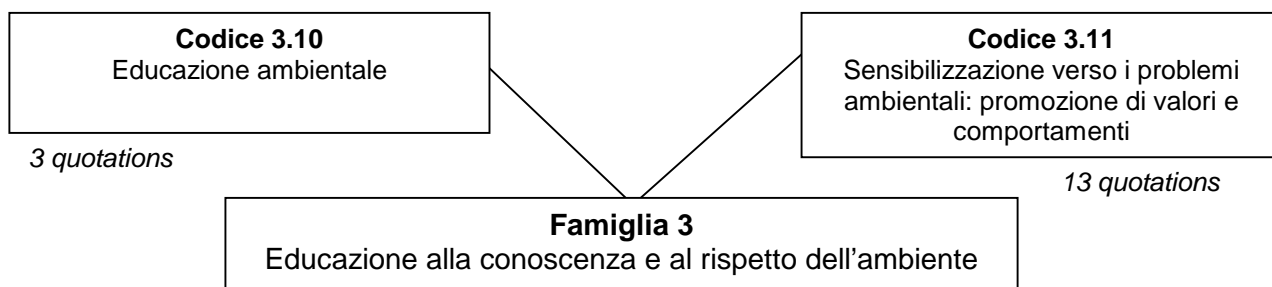 Codice 3.10
Educazione ambientale
3 quotations
Codice 3.11
Sensibilizzazione verso i problemi
ambientali: promozione di valori e
comportamenti
13 quotations
Famiglia 3
Educazione alla conoscenza e al rispetto dell’ambiente